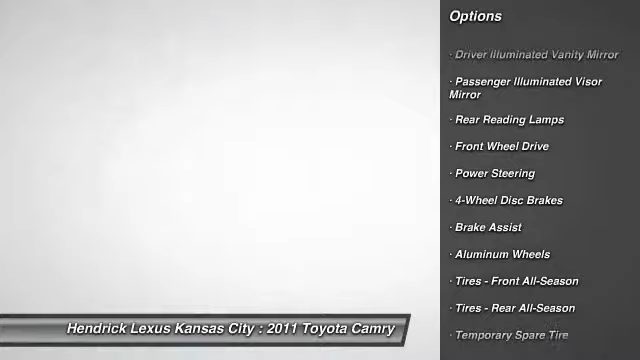 Options
· Driver Illuminated Vanity Mirror
· Passenger Illuminated Visor
Mirror
· Rear Reading Lamps
· Front Wheel Drive
· Power Steering
· 4-Wheel Disc Brakes
· Brake Assist
· Aluminum Wheels
· Tires - Front All-Season
· Tires - Rear All-Season
· Temporary Spare Tire
Hendrick Lexus Kansas City : 2011 Toyota Camry